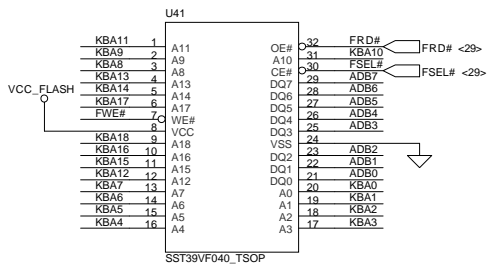 U41
KBA11 1 A11 OE# 32 FRD# FRD# <29>
KBA9 2 A9 A10 31 KBA10
KBA8 3 A8 CE# 30 FSEL# FSEL# <29>
KBA13 4 A13 DQ7 29 ADB7
VCC_FLASH KBA14 5 A14 DQ6 28 ADB6
KBA17 6 A17 DQ5 27 ADB5
FWE# 7 WE# DQ4 26 ADB4
8 VCC DQ3 25 ADB3
KBA18 9 A18 VSS 24
KBA16 10 A16 DQ2 23 ADB2
KBA15 11 A15 DQ1 22 ADB1
KBA12 12 A12 DQ0 21 ADB0
KBA7 13 A7 A0 20 KBA0
KBA6 14 A6 A1 19 KBA1
KBA5 15 A5 A2 18 KBA2
KBA4 16 A4 A3 17 KBA3
SST39VF040_TSOP